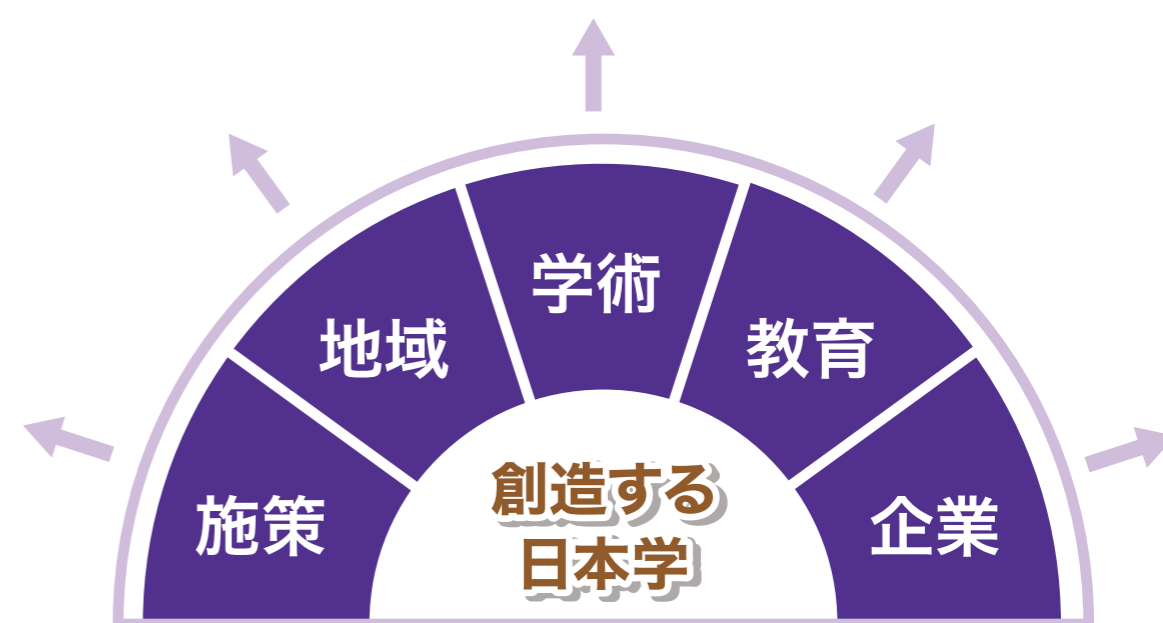 施策
地域
学術
教育
企業
創造する
日本学